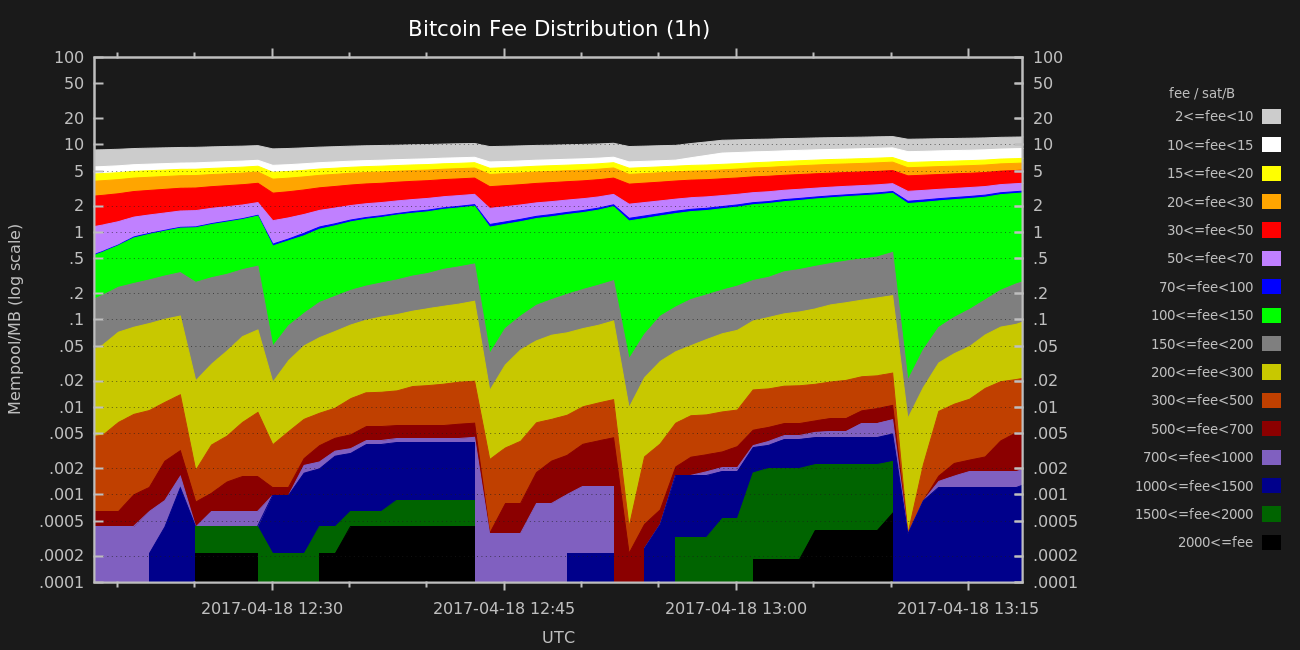 Bitcoin Fee Distribution (1h)
Mempool/MB (log scale)
100
50
20
10
5
2
1
.5
.2
.1
.05
.02
.01
.005
.002
.001
.0005
.0002
.0001
100
50
20
10
5
2
1
.5
.2
.1
.05
.02
.01
.005
.002
.001
.0005
.0002
.0001
fee / sat/B
2<=fee<10
10<=fee<15
15<=fee<20
20<=fee<30
30<=fee<50
50<=fee<70
70<=fee<100
100<=fee<150
150<=fee<200
200<=fee<300
300<=fee<500
500<=fee<700
700<=fee<1000
1000<=fee<1500
1500<=fee<2000
2000<=fee
2017-04-18 12:30 2017-04-18 12:45 2017-04-18 13:00 2017-04-18 13:15
UTC